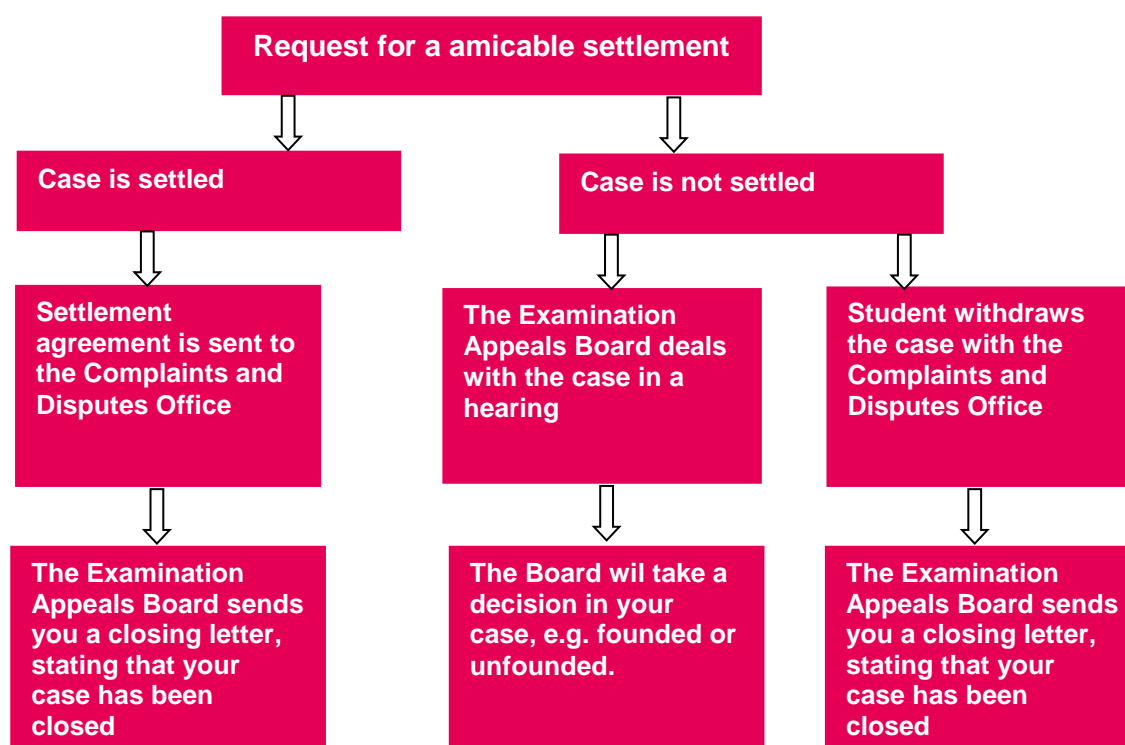 Request for a amicable settlement
Case is settled
Case is not settled
Settlement
agreement is sent to
the Complaints and
Disputes Office
The Examination
Appeals Board deals
with the case in a
hearing
Student withdraws
the case with the
Complaints and
Disputes Office
The Examination
Appeals Board sends
you a closing letter,
stating that your
case has been
closed
The Board wil take a
decision in your
case, e.g. founded or
unfounded.
The Examination
Appeals Board sends
you a closing letter,
stating that your
case has been
closed